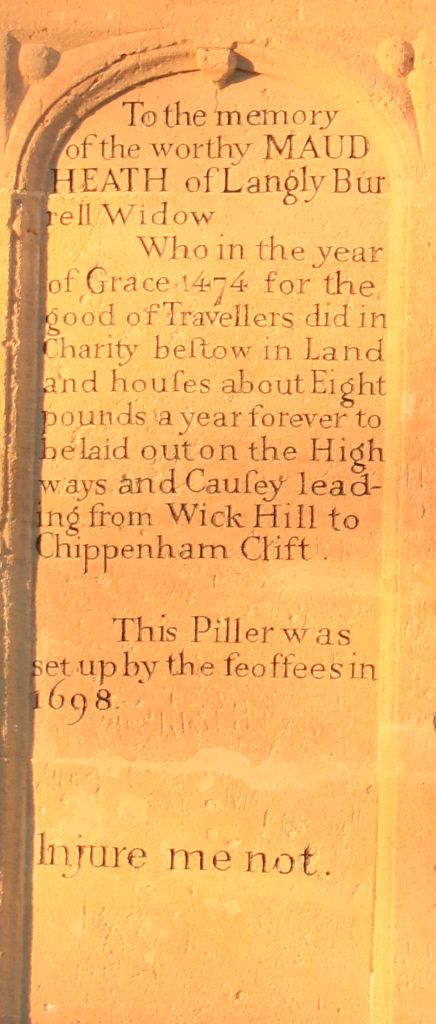 To the memory
of the worthy MAUD
HEATH of Langly Bur
rell Widow
Who in the year
of Grace 1474 for the
good of Travellers did in
Charity beſtow in Land
and houſes about Eight
pounds a year forever to
be laid out on the High
ways and Cauſey lead-
ing from Wick Hill to
Chippenham Clift.
This Piller was
set up by the feoffees in
1698.
Injure me not.